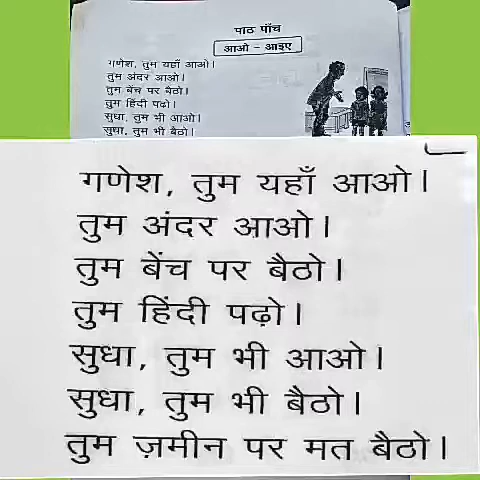 पाठ पाँच
आओ - आइए
गणेश, तुम यहाँ आओ।
तुम अंदर आओ।
तुम बेंच पर बैठो।
तुम हिंदी पढो।
सुधा, तुम भी आओ।
सुधा, तुम भी बैठो।
गणेश, तुम यहाँ आओ।
तुम अंदर आओ।
तुम बेंच पर बैठो।
तुम हिंदी पढ़ो।
सुधा, तुम भी आओ।
सुधा, तुम भी बैठो।
तुम ज़मीन पर मत बैठो।